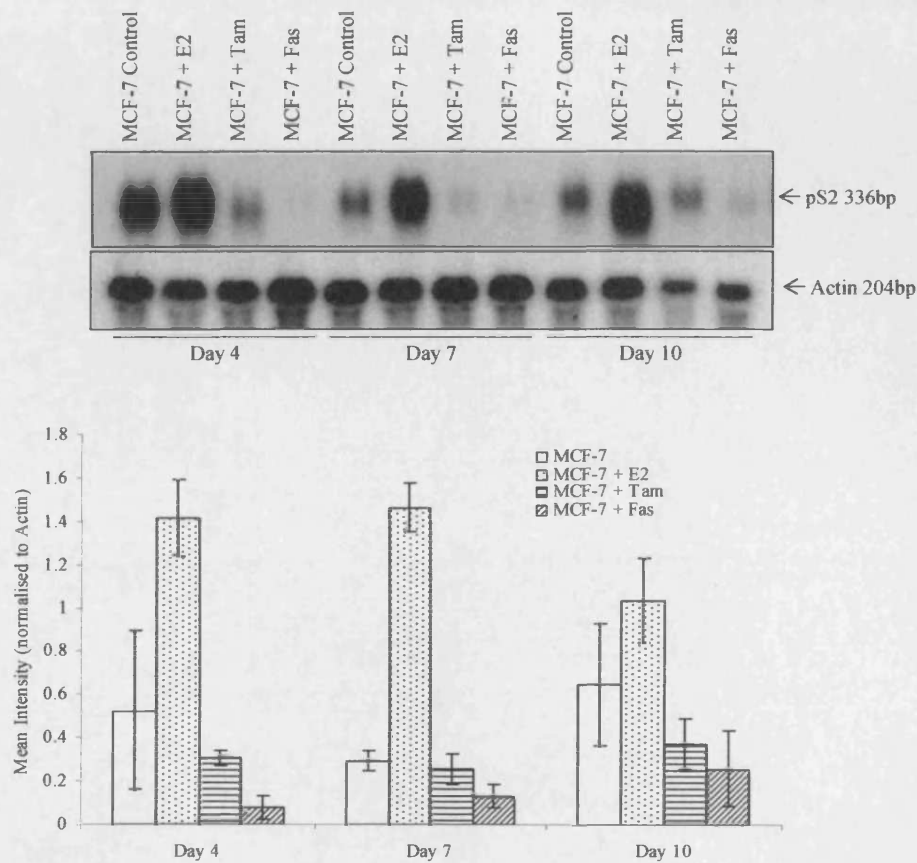 MCF-7 Control
MCF-7 + E2
MCF-7 + Tam
MCF-7 + Fas
MCF-7 Control
MCF-7 + E2
MCF-7 + Tam
MCF-7 + Fas
MCF-7 Control
MCF-7 + E2
MCF-7 + Tam
MCF-7 + Fas
← pS2 336bp
← Actin 204bp
Day 4 Day 7 Day 10
Mean Intensity (normalised to Actin)
1.8
1.6
1.4
1.2
1
0.8
0.6
0.4
0.2
0
MCF-7
MCF-7 + E2
MCF-7 + Tam
MCF-7 + Fas
Day 4 Day 7 Day 10